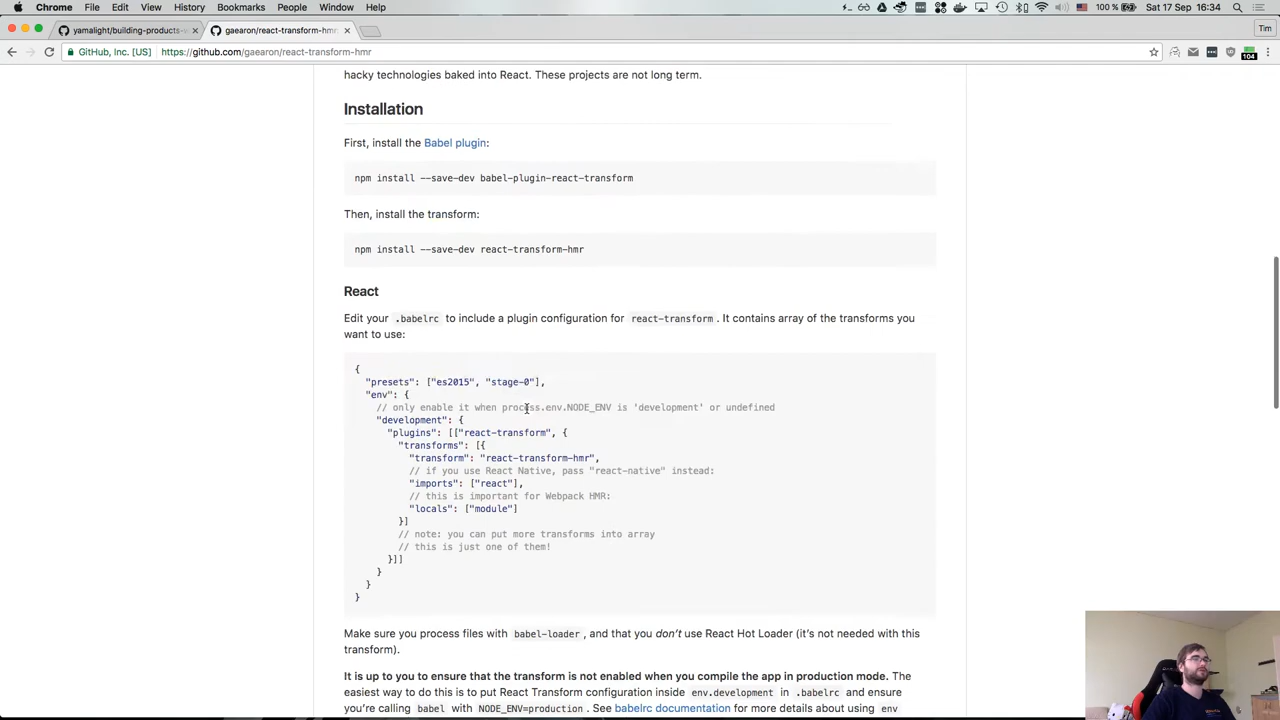 Chrome File Edit View History Bookmarks People Window Help 100 % Sat 17 Sep 16:34
yamalight/building-products- gaearon/react-transform-hmr Tim
GitHub, Inc. [US] https://github.com/gaearon/react-transform-hmr 104
hacky technologies baked into React. These projects are not long term.
Installation
First, install the Babel plugin:
npm install --save-dev babel-plugin-react-transform
Then, install the transform:
npm install --save-dev react-transform-hmr
React
Edit your .babelrc to include a plugin configuration for react-transform. It contains array of the transforms you
want to use:
{
"presets": ["es2015", "stage-0"],
"env": {
// only enable it when process.env.NODE_ENV is 'development' or undefined
"development": {
"plugins": [["react-transform", {
"transforms": [{
"transform": "react-transform-hmr",
// if you use React Native, pass "react-native" instead:
"imports": ["react"],
// this is important for Webpack HMR:
"locals": ["module"]
}]
// note: you can put more transforms into array
// this is just one of them!
}]]
}
}
}
Make sure you process files with babel-loader, and that you don't use React Hot Loader (it's not needed with this
transform).
It is up to you to ensure that the transform is not enabled when you compile the app in production mode. The
easiest way to do this is to put React Transform configuration inside env.development in .babelrc and ensure
you're calling babel with NODE_ENV=production. See babelrc documentation for more details about using env